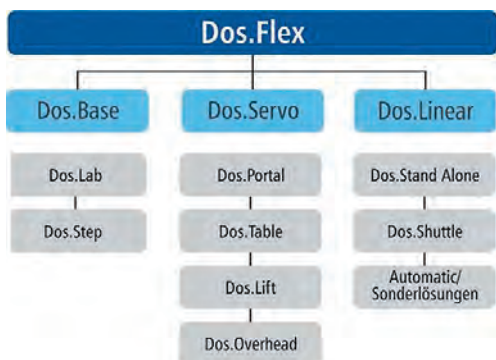 Dos.Flex
Dos.Base
Dos.Servo
Dos.Linear
Dos.Lab
Dos.Portal
Dos.Stand Alone
Dos.Step
Dos.Table
Dos.Shuttle
Dos.Lift
Automatic/
Sonderlösungen
Dos.Overhead